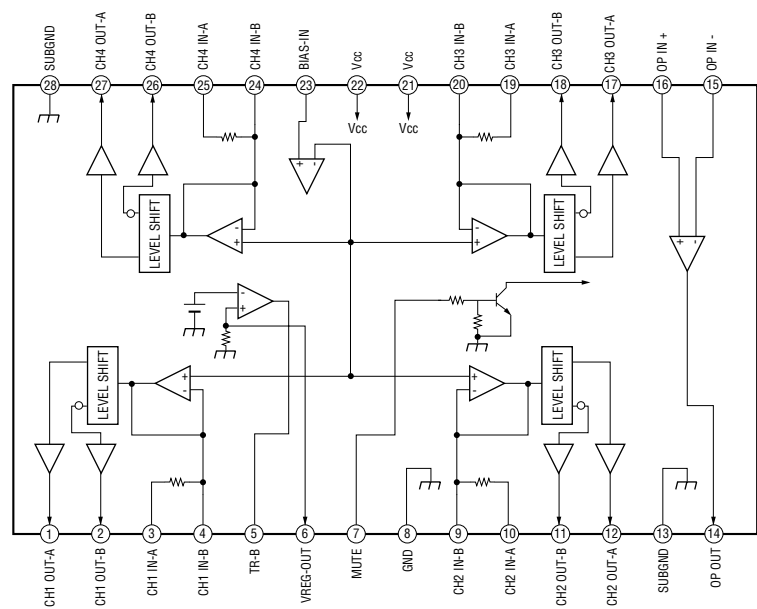 SUBGND
CH4 OUT-A
CH4 OUT-B
CH4 IN-A
CH4 IN-B
BIAS-IN
Vcc
Vcc
CH3 IN-B
CH3 IN-A
CH3 OUT-B
CH3 OUT-A
OP IN +
OP IN -
28 27 26 25 24 23 22 21 20 19 18 17 16 15
Vcc Vcc
+ -
LEVEL SHIFT
-
+
-
+
LEVEL SHIFT
+ -
-
+
LEVEL SHIFT
+
-
+
-
LEVEL SHIFT
1 2 3 4 5 6 7 8 9 10 11 12 13 14
CH1 OUT-A
CH1 OUT-B
CH1 IN-A
CH1 IN-B
TR-B
VREG-OUT
MUTE
GND
CH2 IN-B
CH2 IN-A
CH2 OUT-B
CH2 OUT-A
SUBGND
OP OUT